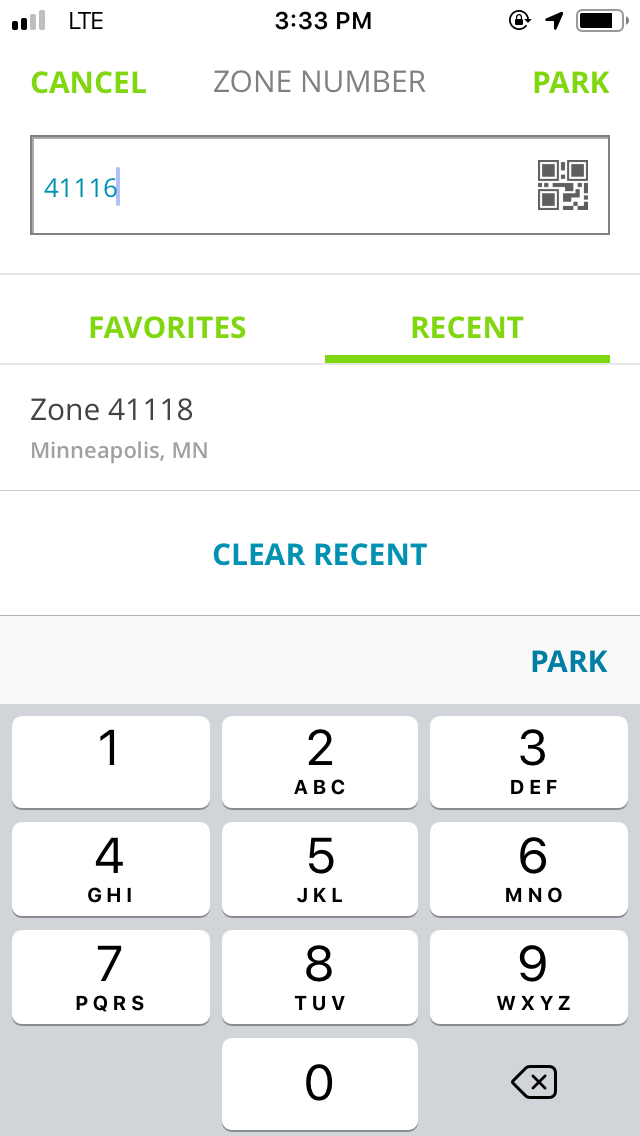 LTE 3:33 PM
CANCEL ZONE NUMBER PARK
41116
FAVORITES RECENT
Zone 41118
Minneapolis, MN
CLEAR RECENT
PARK
1 2 3
ABC DEF
4 5 6
GHI JKL MNO
7 8 9
PQRS TUV WXYZ
0